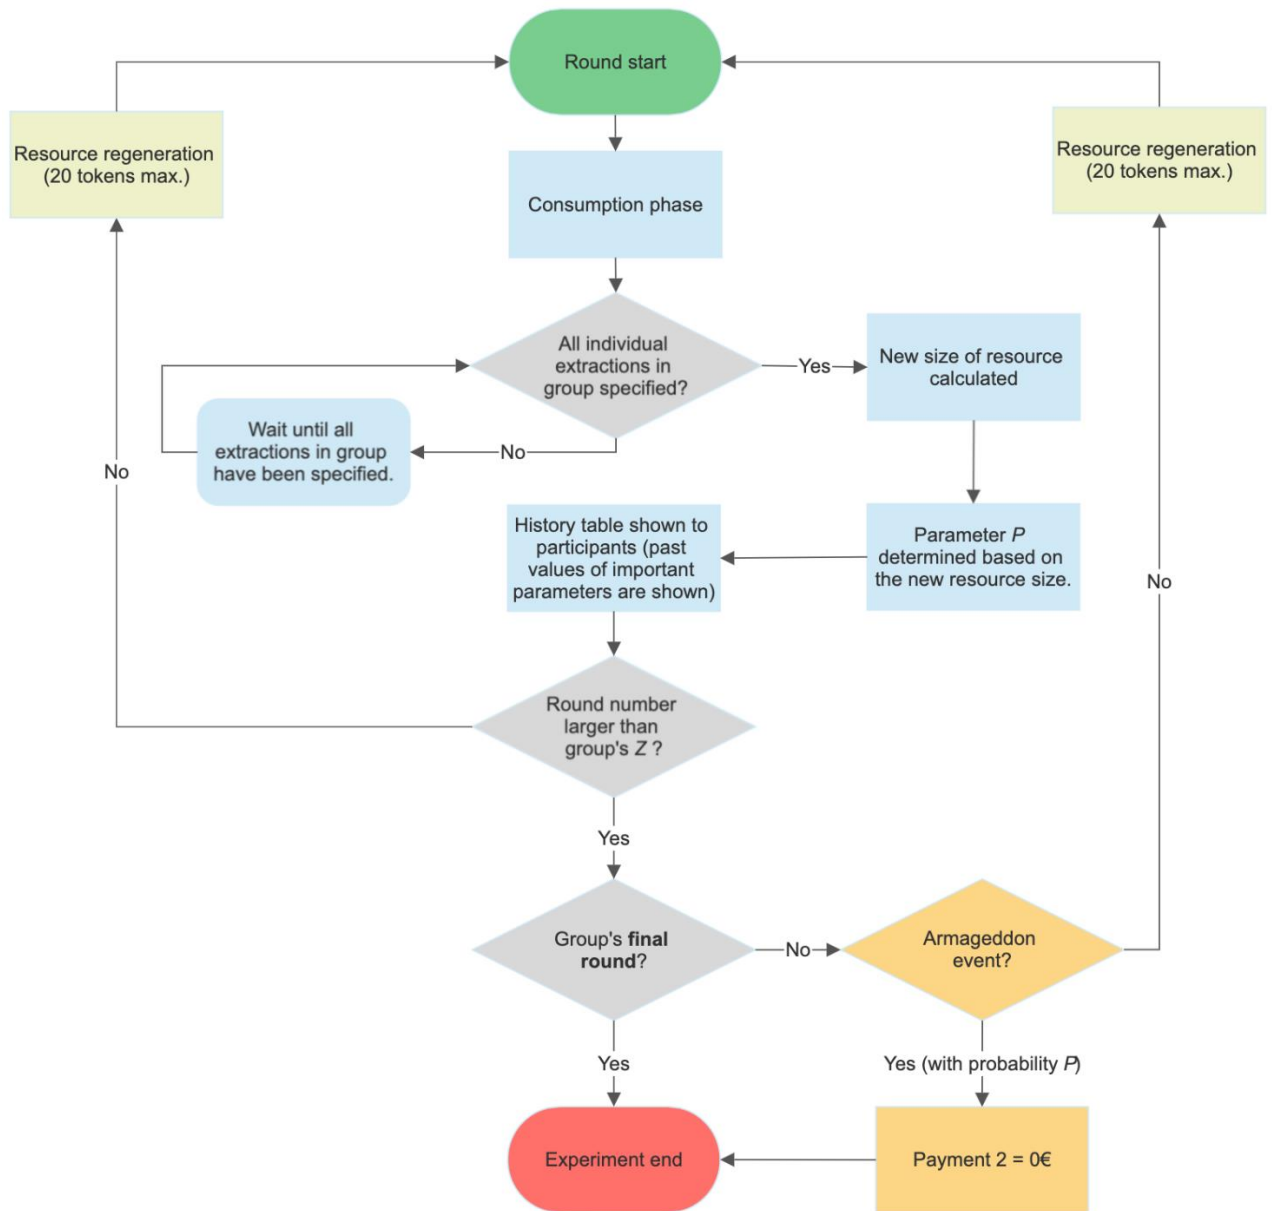 Round start
Resource regeneration
(20 tokens max.)
Resource regeneration
(20 tokens max.)
Consumption phase
All individual
extractions in
group specified?
Yes
New size of resource
calculated
Wait until all
extractions in group
have been specified.
No
No
History table shown to
participants (past
values of important
parameters are shown)
Parameter P
determined based on
the new resource size.
No
Round number
larger than
group's Z ?
Yes
Group's final
round?
No
Armageddon
event?
Yes
Yes (with probability P)
Experiment end
Payment 2 = 0€